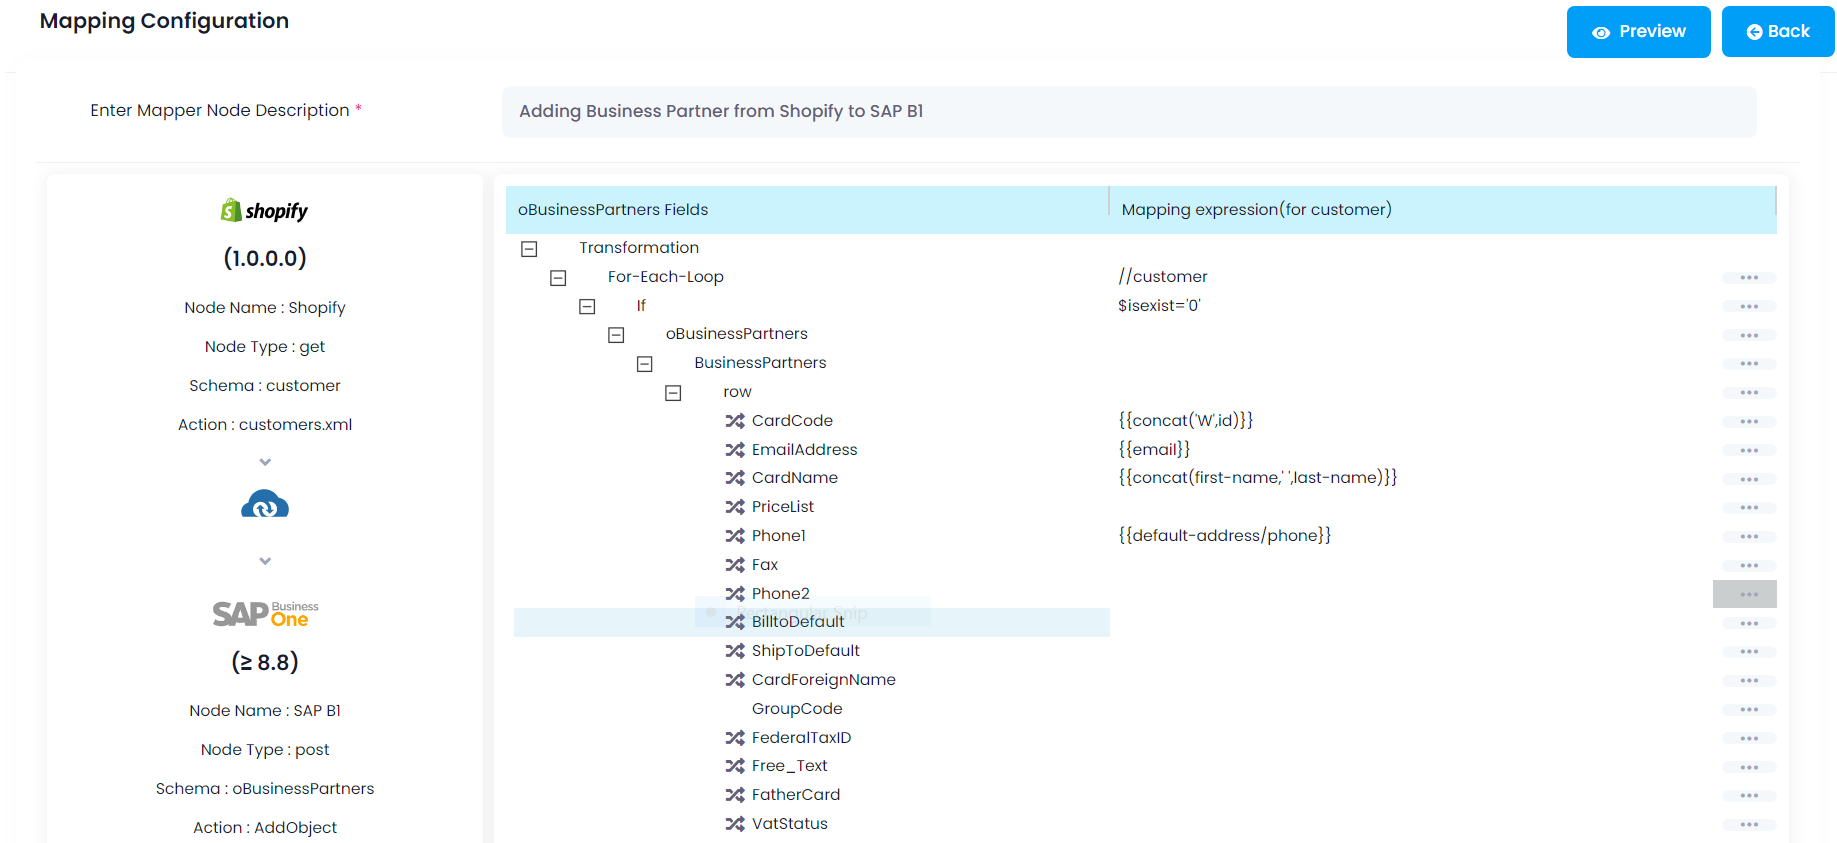 Mapping Configuration
Preview
Back
Enter Mapper Node Description *
Adding Business Partner from Shopify to SAP B1
shopify
(1.0.0.0)
Node Name : Shopify
Node Type : get
Schema : customer
Action : customers.xml
SAP Business One
(≥ 8.8)
Node Name : SAP B1
Node Type : post
Schema : oBusinessPartners
Action : AddObject
oBusinessPartners Fields Mapping expression(for customer)
Transformation
For-Each-Loop //customer
If $isexist='0'
oBusinessPartners
BusinessPartners
row
CardCode {{concat('W',id)}}
EmailAddress {{email}}
CardName {{concat(first-name,' ',last-name)}}
PriceList
Phone1 {{default-address/phone}}
Fax
Phone2
Rectangular Snip
BilltoDefault
ShipToDefault
CardForeignName
GroupCode
FederalTaxID
Free_Text
FatherCard
VatStatus